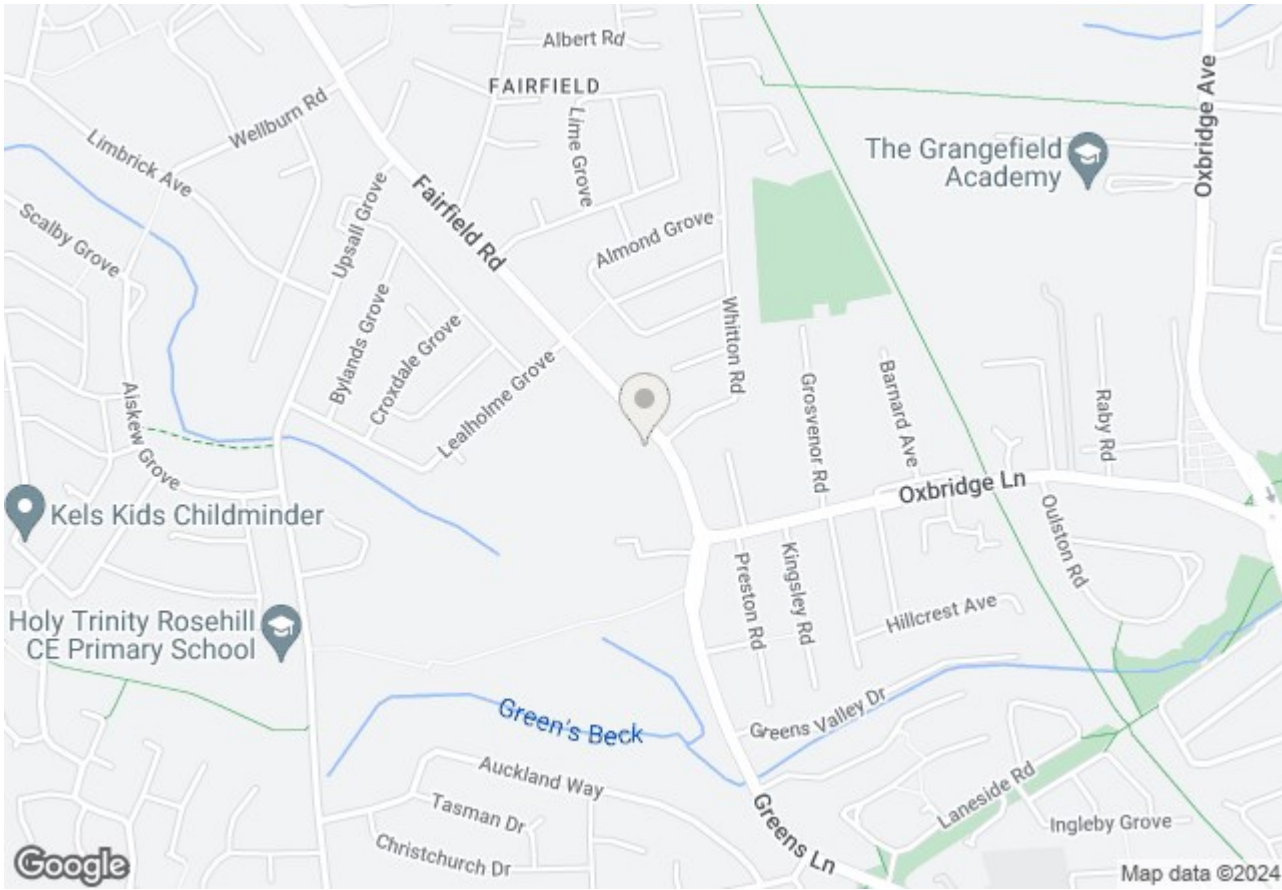 Albert Rd
FAIRFIELD
Oxbridge Ave
Wellburn Rd
Lime Grove
Limbrick Ave
The Grangefield
Academy
Fairfield Rd
Scalby Grove
Upsall Grove
Almond Grove
Bylands Grove
Croxdale Grove
Whitton Rd
Lealholme Grove
Aiskew Grove
Grosvenor Rd
Barnard Ave
Raby Rd
Oxbridge Ln
Kels Kids Childminder
Oulston Rd
Preston Rd
Kingsley Rd
Hillcrest Ave
Holy Trinity Rosehill
CE Primary School
Green's Beck
Greens Valley Dr
Auckland Way
Laneside Rd
Tasman Dr
Greens Ln
Ingleby Grove
Christchurch Dr
Google
Map data ©2024